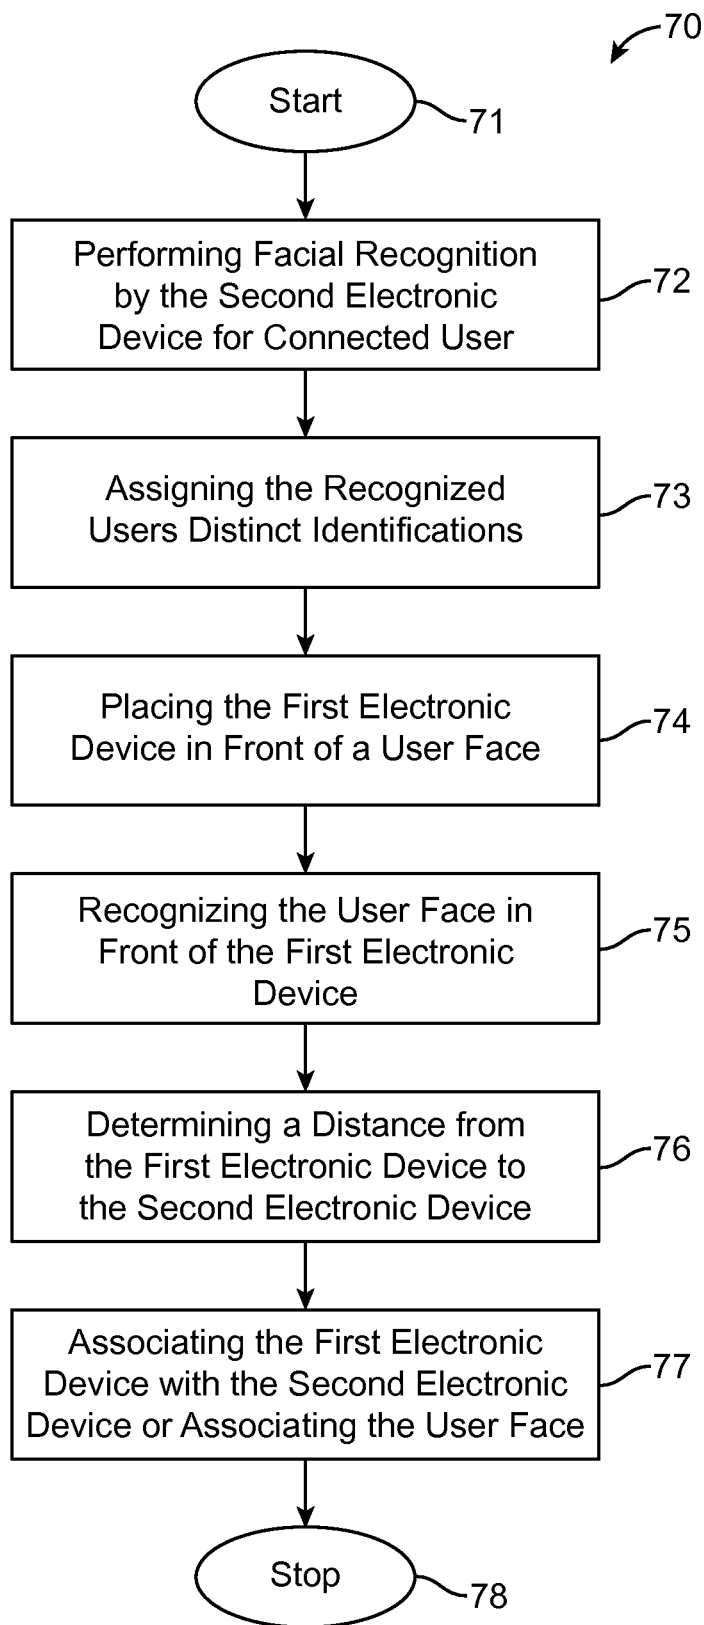 70
Start
71
Performing Facial Recognition
by the Second Electronic
Device for Connected User
72
Assigning the Recognized
Users Distinct Identifications
73
Placing the First Electronic
Device in Front of a User Face
74
Recognizing the User Face in
Front of the First Electronic
Device
75
Determining a Distance from
the First Electronic Device to
the Second Electronic Device
76
Associating the First Electronic
Device with the Second Electronic
Device or Associating the User Face
77
Stop
78